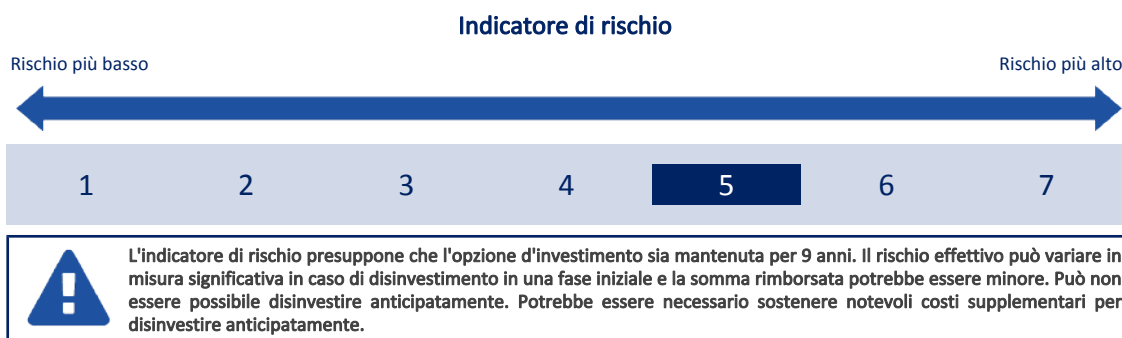 Indicatore di rischio
Rischio più basso
Rischio più alto
1 2 3 4 5 6 7
L'indicatore di rischio presuppone che l'opzione d'investimento sia mantenuta per 9 anni. Il rischio effettivo può variare in
misura significativa in caso di disinvestimento in una fase iniziale e la somma rimborsata potrebbe essere minore. Può non
essere possibile disinvestire anticipatamente. Potrebbe essere necessario sostenere notevoli costi supplementari per
disinvestire anticipatamente.